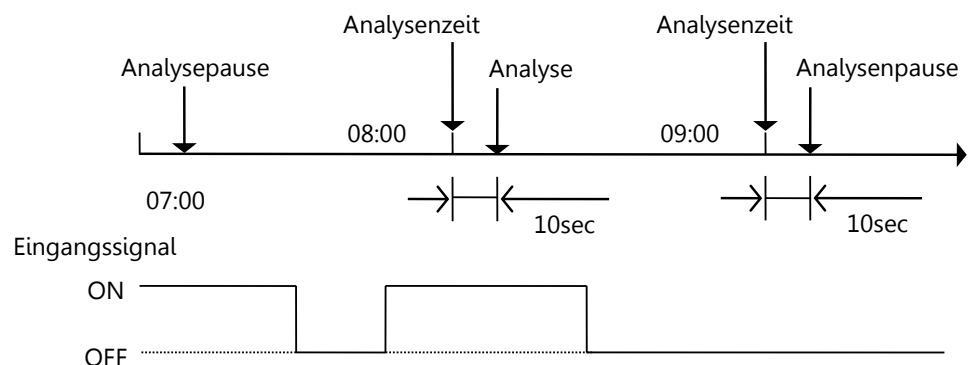 Analysenzeit
Analysenzeit
Analysepause
Analyse
Analysenpause
08:00
09:00
07:00
10sec
10sec
Eingangssignal
ON
OFF